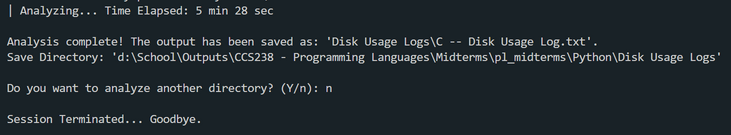 | Analyzing... Time Elapsed: 5 min 28 sec
Analysis complete! The output has been saved as: 'Disk Usage Logs\C -- Disk Usage Log.txt'.
Save Directory: 'd:\School\Outputs\CCS238 - Programming Languages\Midterms\pl_midterms\Python\Disk Usage Logs'
Do you want to analyze another directory? (Y/n): n
Session Terminated... Goodbye.